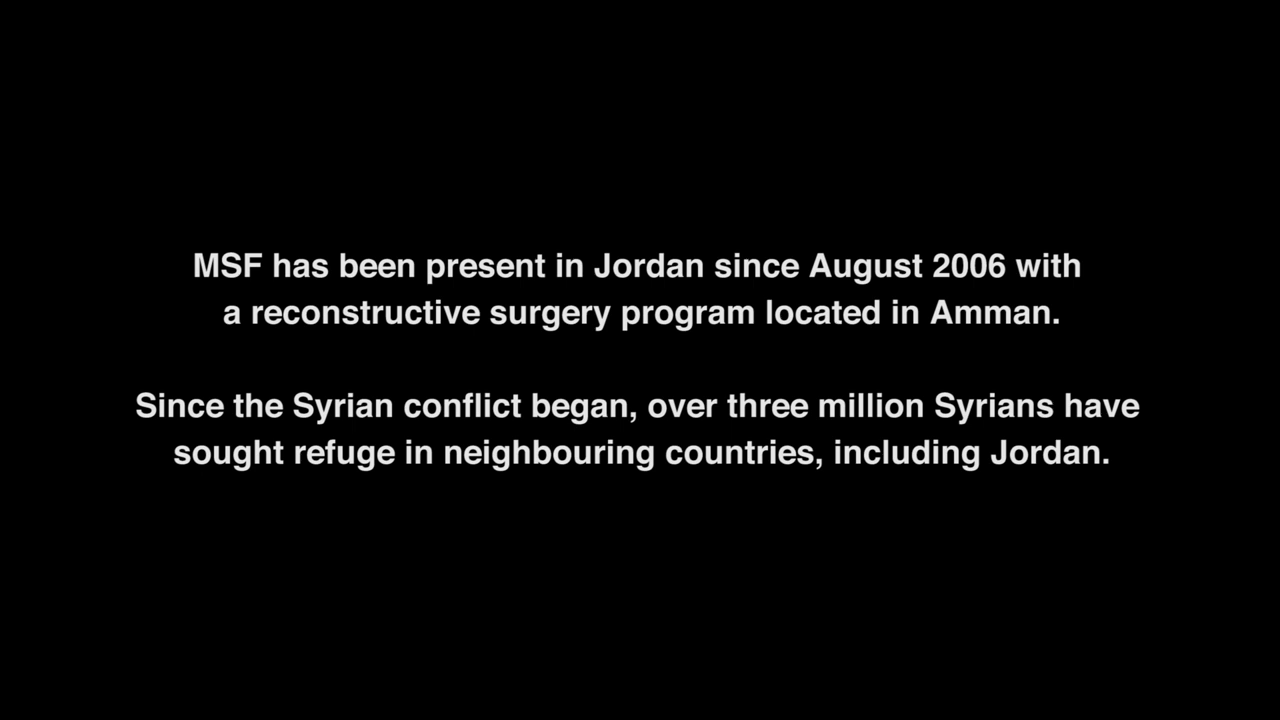 MSF has been present in Jordan since August 2006 with
a reconstructive surgery program located in Amman.
Since the Syrian conflict began, over three million Syrians have
sought refuge in neighbouring countries, including Jordan.